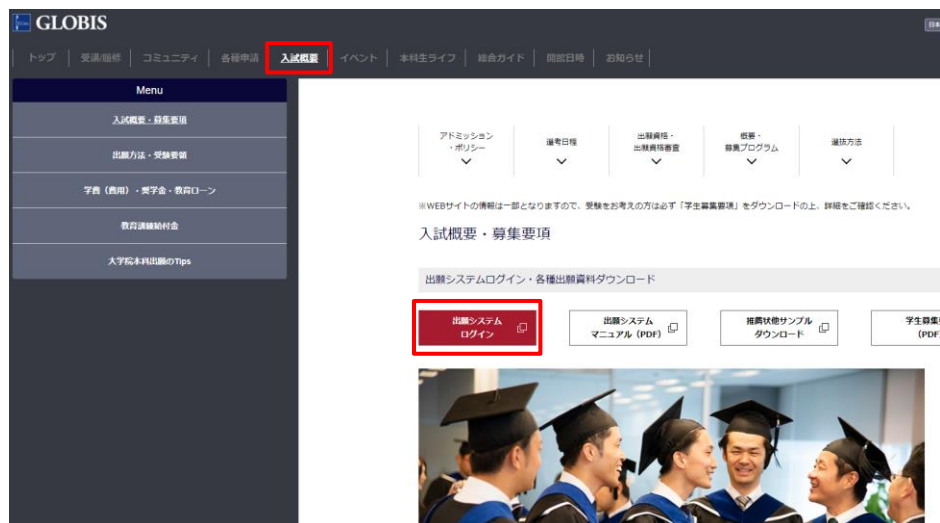 GLOBIS
トップ 受講/履修 コミュニティ 各種申請 入試概要 イベント 本科生ライフ 総合ガイド 開館日時 お知らせ
Menu
入試概要・募集要項
出願方法・受験要領
学費(費用)・奨学金・教育ローン
教育訓練給付金
大学院本科出願のTips
アドミッション
・ポリシー
選考日程
出願資格・
出願資格審査
概要・
募集プログラム
選抜方法
※WEBサイトの情報は一部となりますので、受験をお考えの方は必ず「学生募集要項」をダウンロードの上、詳細をご確認ください。
入試概要・募集要項
出願システムログイン・各種出願資料ダウンロード
出願システム
ログイン
出願システム
マニュアル(PDF)
推薦状他サンプル
ダウンロード
学生募集
(PDF